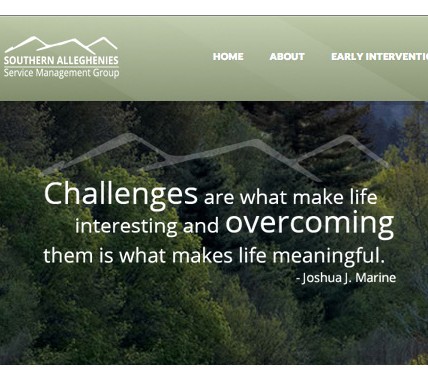 SOUTHERN ALLEGHENIES
Service Management Group
HOME ABOUT EARLY INTERVENTIO
Challenges are what make life
interesting and overcoming
them is what makes life meaningful.
- Joshua J. Marine